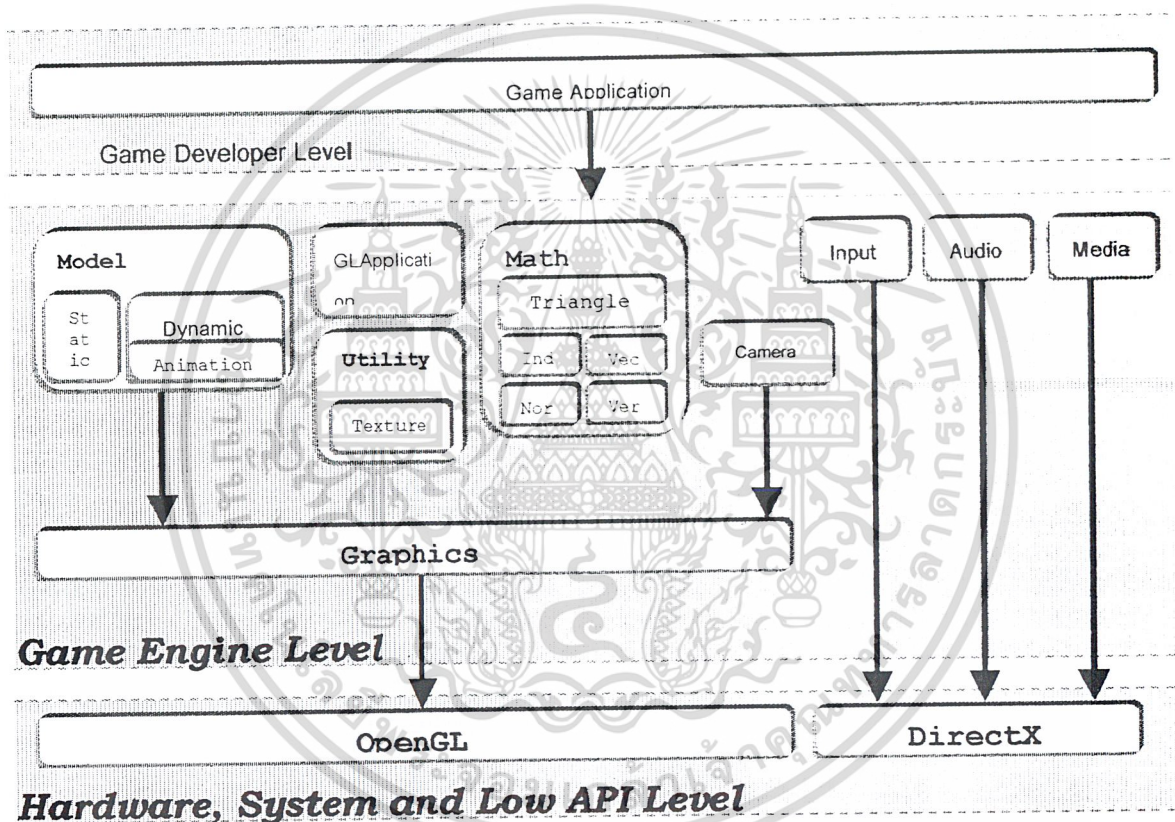 Game Application
Game Developer Level
Model
St
at
ic
Dynamic
Animation
GLApplicati
on
Utility
Texture
Math
Triangle
Ind
Vec
Nor
Ver
Camera
Input
Audio
Media
Graphics
Game Engine Level
OpenGL
DirectX
Hardware, System and Low API Level